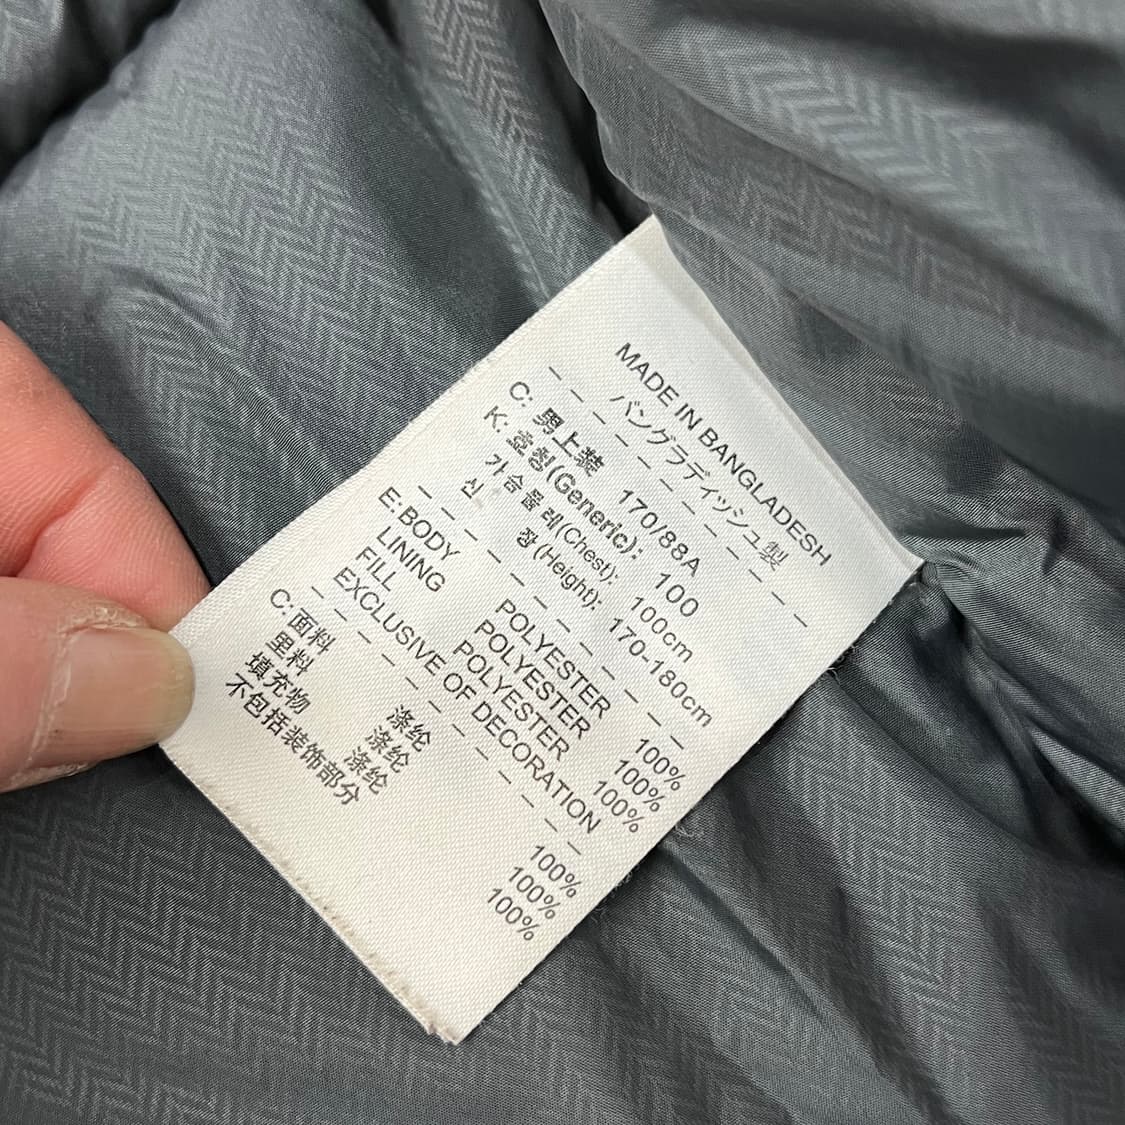 MADE IN BANGLADESH
バングラディッシュ製
C: 男上装 170/88A
K: 호칭(Generic): 100
가슴둘레(Chest): 100cm
신 장(Height): 170-180cm
E: BODY POLYESTER 100%
LINING POLYESTER 100%
FILL POLYESTER 100%
EXCLUSIVE OF DECORATION
C: 面料 涤纶 100%
里料 涤纶 100%
填充物 涤纶 100%
不包括装饰部分